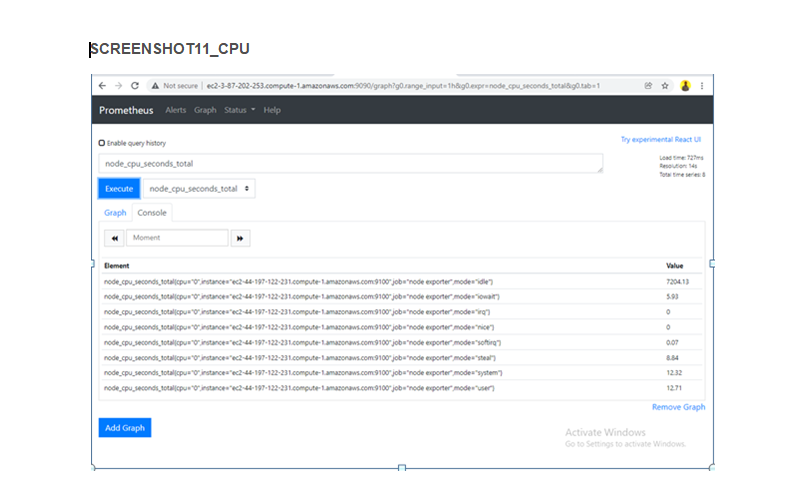 SCREENSHOT11_CPU
Not secure | ec2-3-87-202-253.compute-1.amazonaws.com:9090/graph?g0.range_input=1h&g0.expr=node_cpu_seconds_total&g0.tab=1
Prometheus Alerts Graph Status Help
Enable query history
Try experimental React UI
node_cpu_seconds_total
Load time: 727ms
Resolution: 14s
Total time series: 8
Execute node_cpu_seconds_total
Graph Console
Moment
Element Value
node_cpu_seconds_total{cpu="0",instance="ec2-44-197-122-231.compute-1.amazonaws.com:9100",job="node exporter",mode="idle"} 7204.13
node_cpu_seconds_total{cpu="0",instance="ec2-44-197-122-231.compute-1.amazonaws.com:9100",job="node exporter",mode="iowait"} 5.93
node_cpu_seconds_total{cpu="0",instance="ec2-44-197-122-231.compute-1.amazonaws.com:9100",job="node exporter",mode="irq"} 0
node_cpu_seconds_total{cpu="0",instance="ec2-44-197-122-231.compute-1.amazonaws.com:9100",job="node exporter",mode="nice"} 0
node_cpu_seconds_total{cpu="0",instance="ec2-44-197-122-231.compute-1.amazonaws.com:9100",job="node exporter",mode="softirq"} 0.07
node_cpu_seconds_total{cpu="0",instance="ec2-44-197-122-231.compute-1.amazonaws.com:9100",job="node exporter",mode="steal"} 8.84
node_cpu_seconds_total{cpu="0",instance="ec2-44-197-122-231.compute-1.amazonaws.com:9100",job="node exporter",mode="system"} 12.32
node_cpu_seconds_total{cpu="0",instance="ec2-44-197-122-231.compute-1.amazonaws.com:9100",job="node exporter",mode="user"} 12.71
Remove Graph
Add Graph
Activate Windows
Go to Settings to activate Windows.